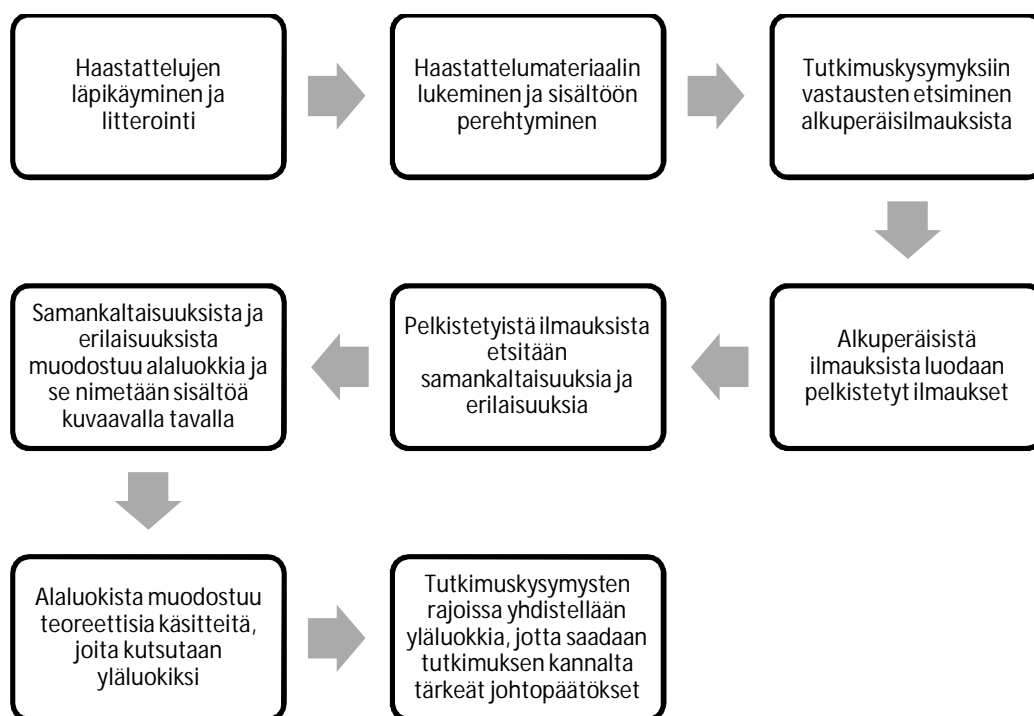 Haastattelujen
läpikäyminen ja
litterointi
Haastattelumateriaalin
lukeminen ja sisältöön
perehtyminen
Tutkimuskysymyksiin
vastausten etsiminen
alkuperäisilmauksista
Alkuperäisistä
ilmauksista luodaan
pelkistetyt ilmaukset
Pelkistetyistä ilmauksista
etsitään
samankaltaisuuksia ja
erilaisuuksia
Samankaltaisuuksista ja
erilaisuuksista
muodostuu alaluokkia ja
se nimetään sisältöä
kuvaavalla tavalla
Alaluokista muodostuu
teoreettisia käsitteitä,
joita kutsutaan
yläluokiksi
Tutkimuskysymysten
rajoissa yhdistellään
yläluokkia, jotta saadaan
tutkimuksen kannalta
tärkeät johtopäätökset